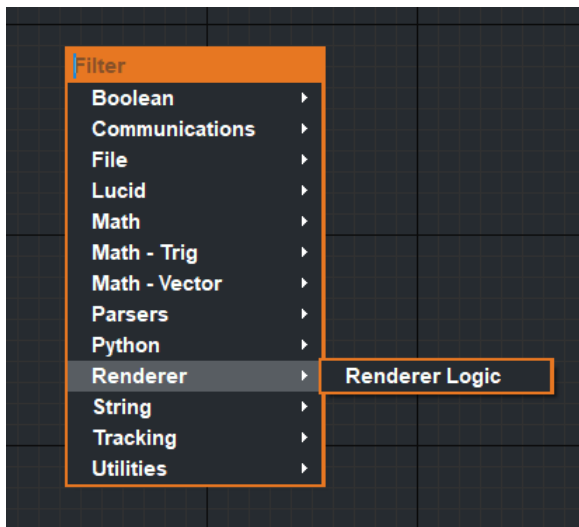 Filter
Boolean
Communications
File
Lucid
Math
Math - Trig
Math - Vector
Parsers
Python
Renderer
Renderer Logic
String
Tracking
Utilities